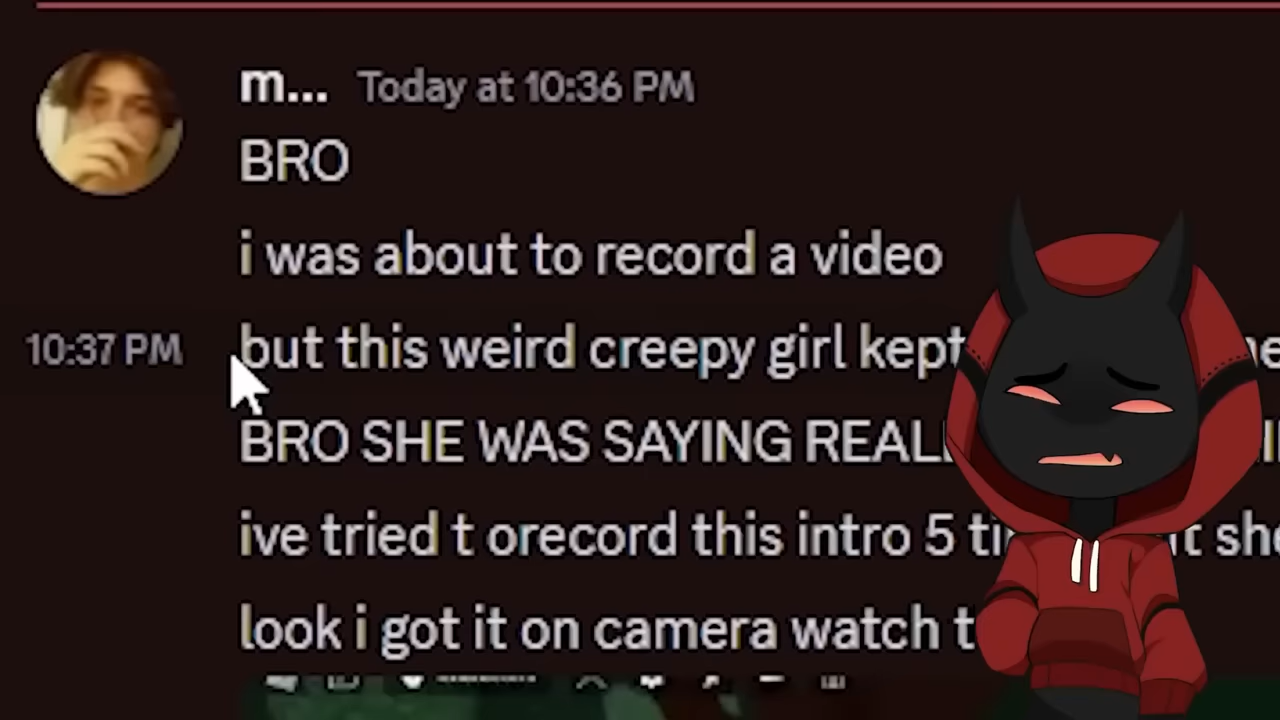 m... Today at 10:36 PM
BRO
i was about to record a video
10:37 PM but this weird creepy girl kept
BRO SHE WAS SAYING
ive tried t orecord this intro 5
look i got it on camera watch